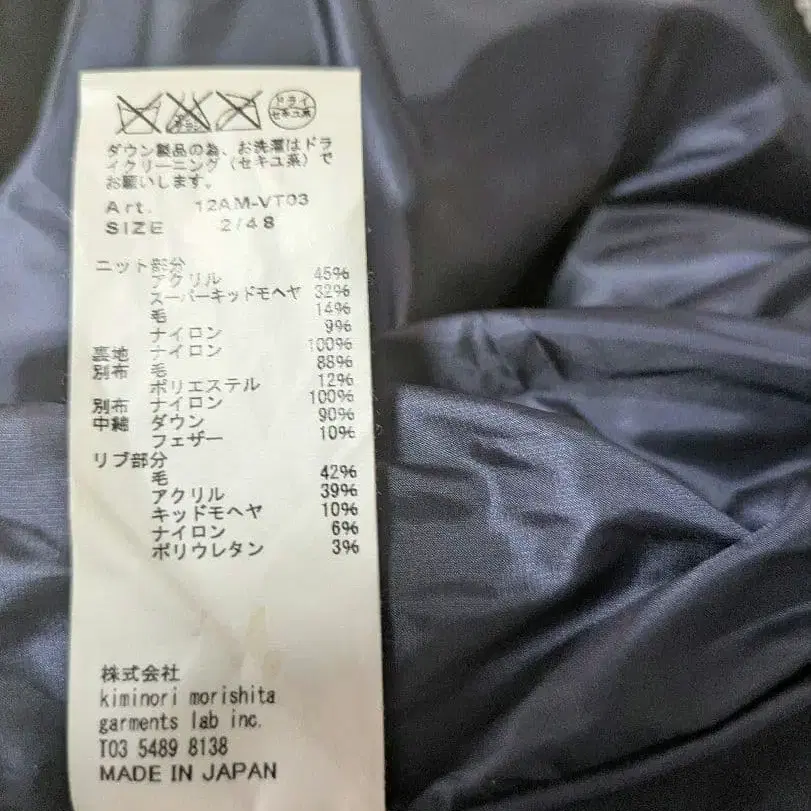 ドライ
セキユ系
エンソ
サラシ
ダウン製品の為、お洗濯はドラ
イクリーニング（セキユ系）で
お願いします。
Art. 12AM-VT03
SIZE 2/48
ニット部分
アクリル 45%
スーパーキッドモヘヤ 32%
毛 14%
ナイロン 9%
裏地 ナイロン 100%
別布 毛 88%
ポリエステル 12%
別布 ナイロン 100%
中綿 ダウン 90%
フェザー 10%
リブ部分
毛 42%
アクリル 39%
キッドモヘヤ 10%
ナイロン 6%
ポリウレタン 3%
株式会社
kiminori morishita
garments lab inc.
T03 5489 8138
MADE IN JAPAN